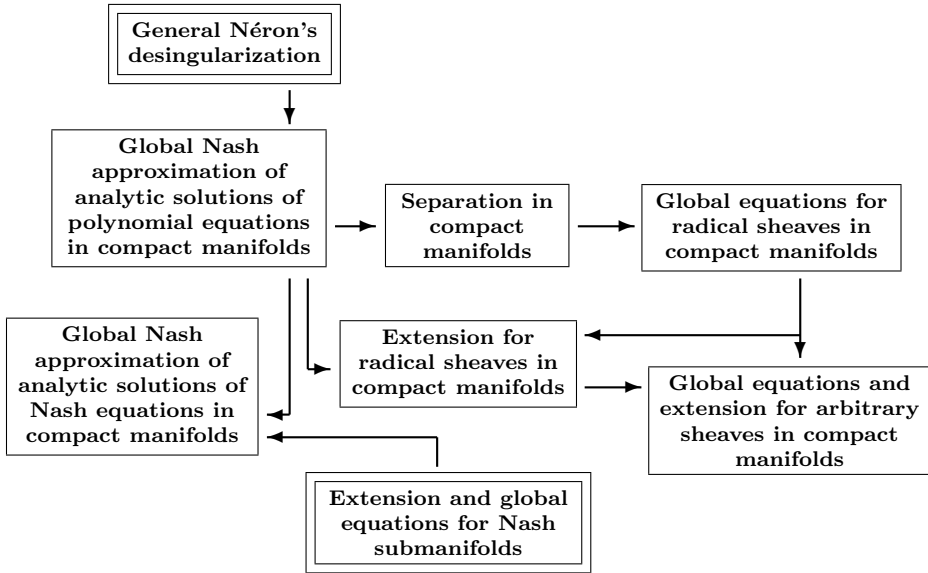 General Néron's
desingularization
Global Nash
approximation of
analytic solutions of
polynomial equations
in compact manifolds
Separation in
compact
manifolds
Global equations for
radical sheaves in
compact manifolds
Global Nash
approximation of
analytic solutions of
Nash equations in
compact manifolds
Extension for
radical sheaves in
compact manifolds
Global equations and
extension for arbitrary
sheaves in compact
manifolds
Extension and global
equations for Nash
submanifolds